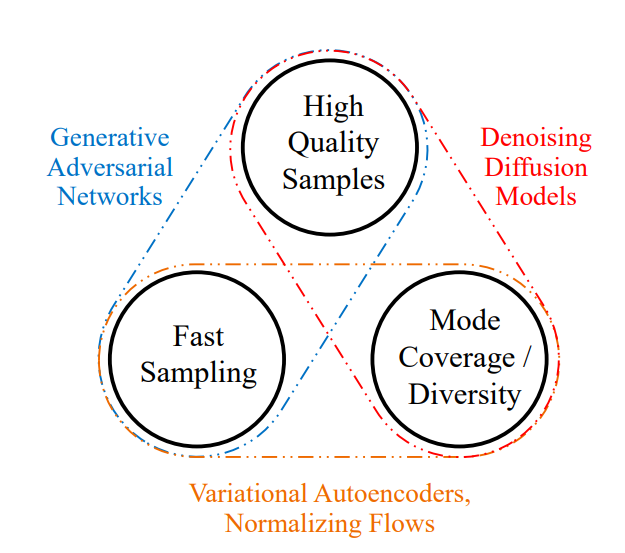 High
Quality
Samples
Generative
Adversarial
Networks
Denoising
Diffusion
Models
Fast
Sampling
Mode
Coverage /
Diversity
Variational Autoencoders,
Normalizing Flows